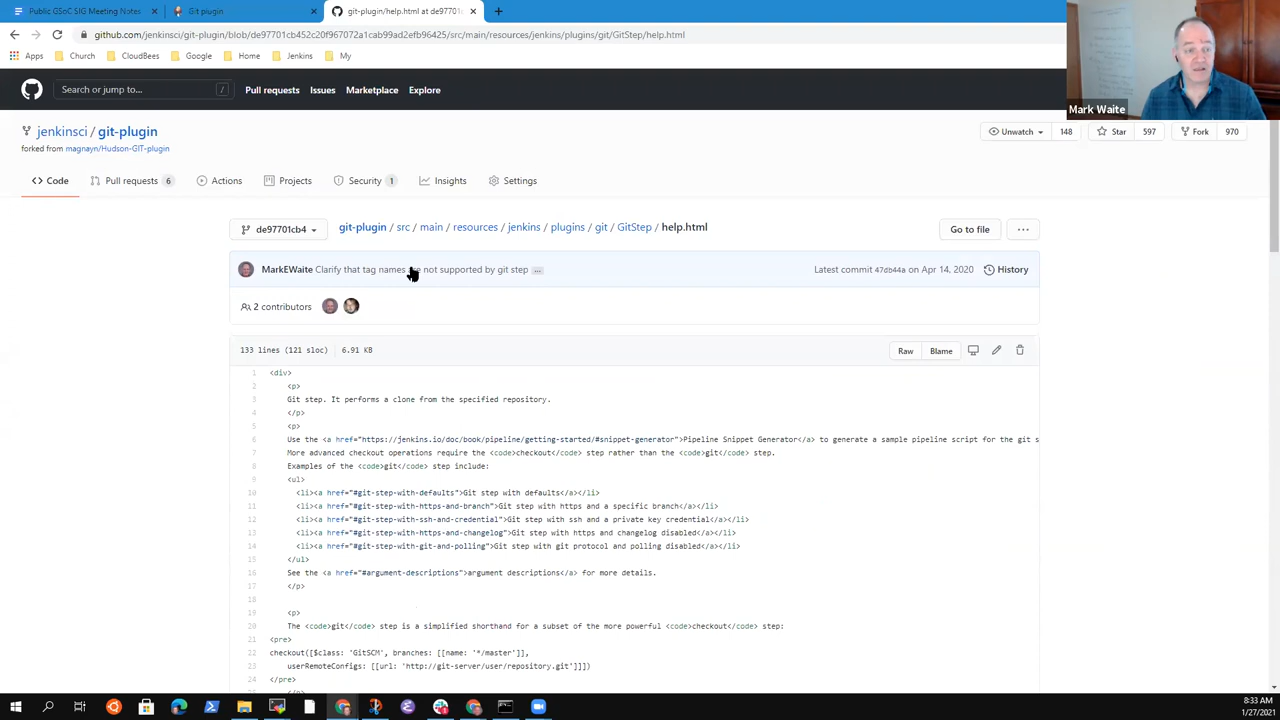 Public GSoC SIG Meeting Notes
Git plugin
git-plugin/help.html at de97701
github.com/jenkinsci/git-plugin/blob/de97701cb452c20f967072a1cab99ad2efb96425/src/main/resources/jenkins/plugins/git/GitStep/help.html
Apps Church CloudBees Google Home Jenkins My
Mark Waite
Search or jump to... /
Pull requests Issues Marketplace Explore
jenkinsci / git-plugin
forked from magnayn/Hudson-GIT-plugin
Unwatch 148 Star 597 Fork 970
Code Pull requests 6 Actions Projects Security 1 Insights Settings
de97701cb4
git-plugin / src / main / resources / jenkins / plugins / git / GitStep / help.html
Go to file ...
MarkEWaite Clarify that tag names are not supported by git step ...
Latest commit 47db44a on Apr 14, 2020 History
2 contributors
133 lines (121 sloc) 6.91 KB
Raw Blame
1 <div>
2 <p>
3 Git step. It performs a clone from the specified repository.
4 </p>
5 <p>
6 Use the <a href="https://jenkins.io/doc/book/pipeline/getting-started/#snippet-generator">Pipeline Snippet Generator</a> to generate a sample pipeline script for the git s
7 More advanced checkout operations require the <code>checkout</code> step rather than the <code>git</code> step.
8 Examples of the <code>git</code> step include:
9 <ul>
10 <li><a href="#git-step-with-defaults">Git step with defaults</a></li>
11 <li><a href="#git-step-with-https-and-branch">Git step with https and a specific branch</a></li>
12 <li><a href="#git-step-with-ssh-and-credential">Git step with ssh and a private key credential</a></li>
13 <li><a href="#git-step-with-https-and-changelog">Git step with https and changelog disabled</a></li>
14 <li><a href="#git-step-with-git-and-polling">Git step with git protocol and polling disabled</a></li>
15 </ul>
16 See the <a href="#argument-descriptions">argument descriptions</a> for more details.
17 </p>
18
19 <p>
20 The <code>git</code> step is a simplified shorthand for a subset of the more powerful <code>checkout</code> step:
21 <pre>
22 checkout([$class: 'GitSCM', branches: [[name: '*/master']],
23 userRemoteConfigs: [[url: 'http://git-server/user/repository.git']]])
24 </pre>
8:33 AM
1/27/2021